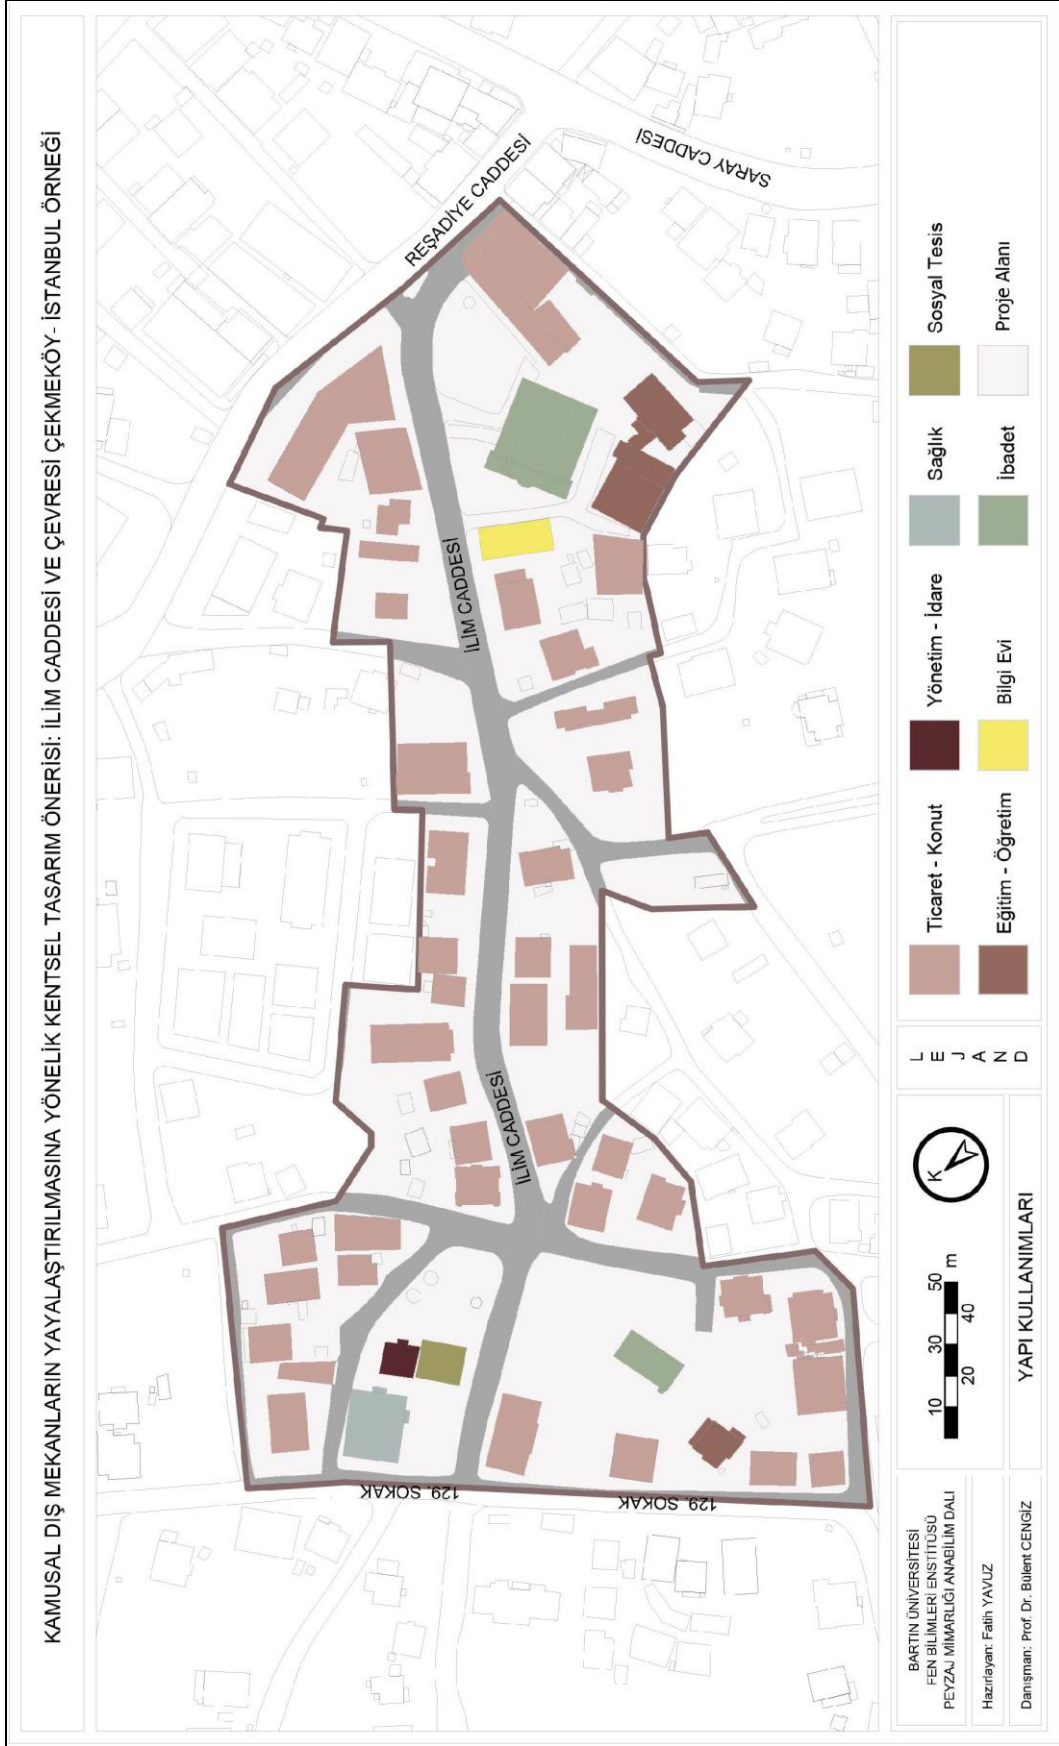 KAMUSAL DIŞ MEKANLARIN YAYALAŞTIRILMASINA YÖNELİK KENTSEL TASARIM ÖNERİSİ: İLİM CADDESİ VE ÇEVRESİ ÇEKMEKÖY- İSTANBUL ÖRNEĞİ
REŞADİYE CADDESİ
SARAY CADDESİ
İLİM CADDESİ
İLİM CADDESİ
129. SOKAK
129. SOKAK
BARTIN ÜNİVERSİTESİ
FEN BİLİMLERİ ENSTİTÜSÜ
PEYZAJ MİMARLIĞI ANABİLİM DALI
Hazırlayan: Fatih YAVUZ
Danışman: Prof. Dr. Bülent CENGİZ
10 30 50 m
20 40
K
YAPI KULLANIMLARI
L
E
J
A
N
D
Ticaret - Konut
Yönetim - İdare
Sağlık
Sosyal Tesis
Eğitim - Öğretim
Bilgi Evi
İbadet
Proje Alanı